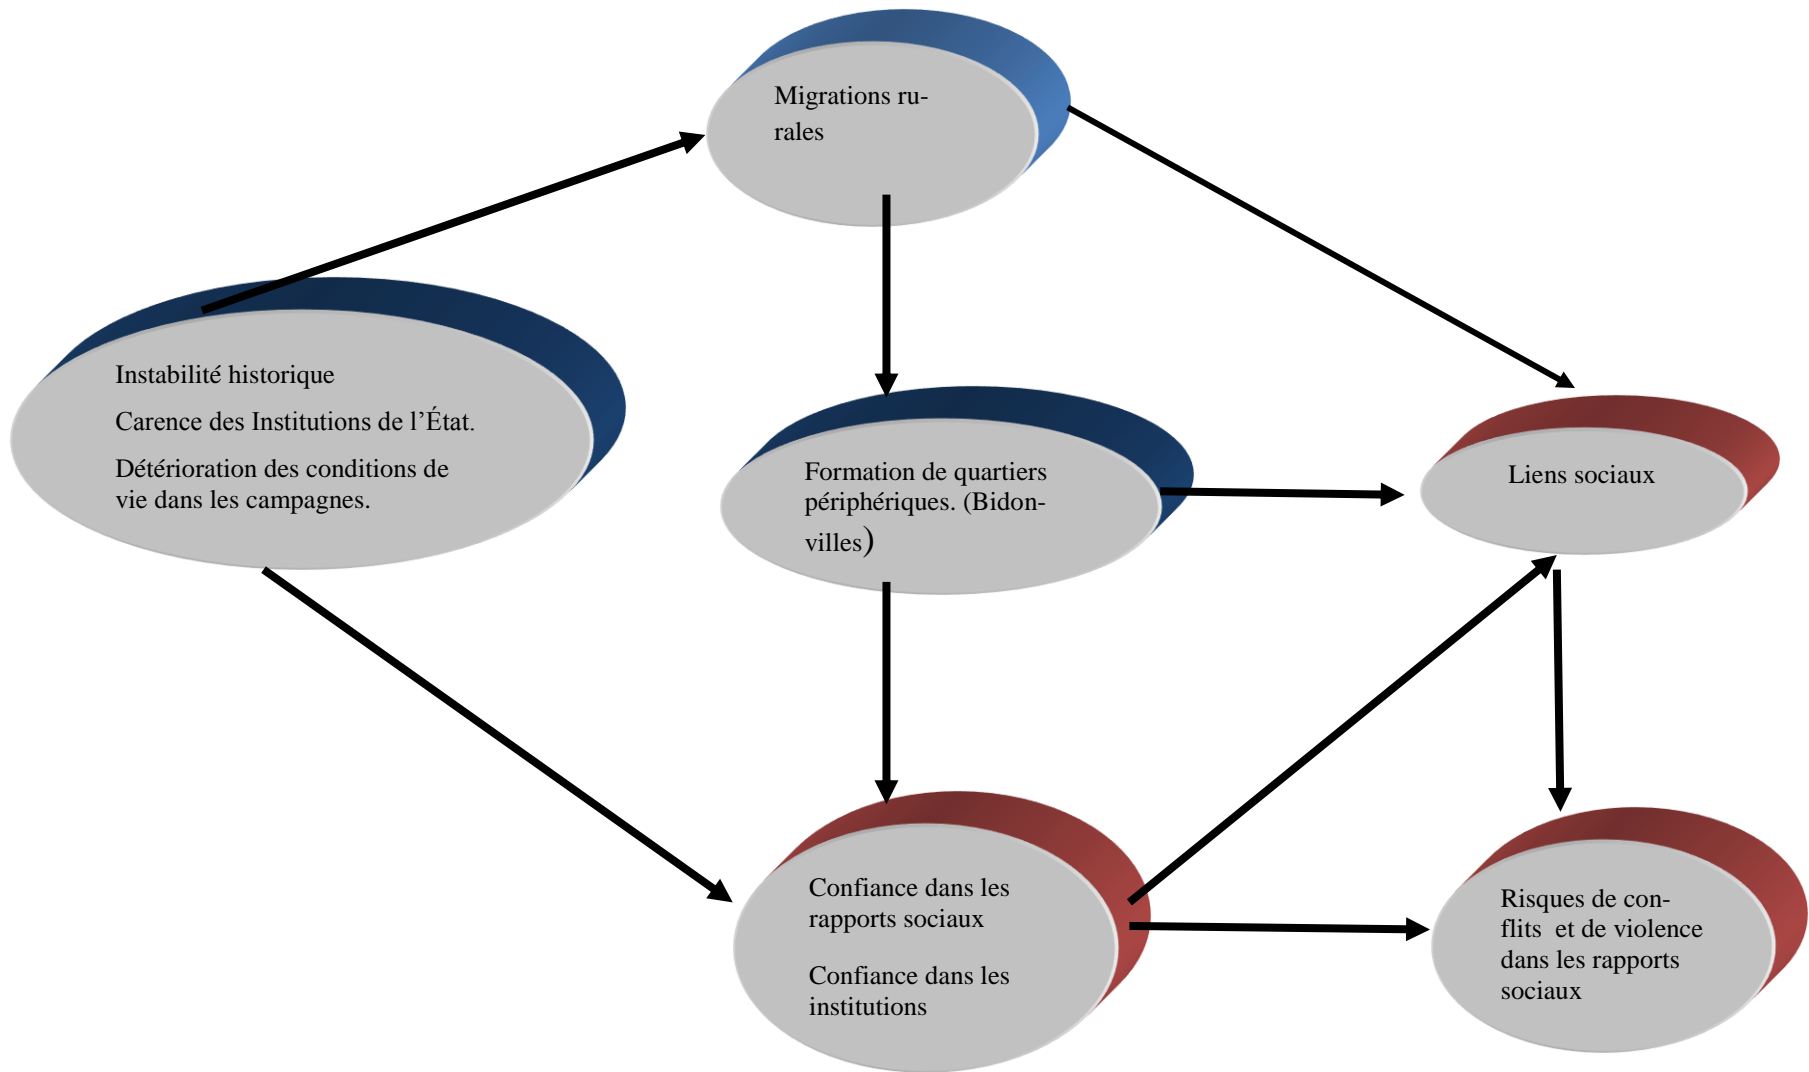 Migrations ru-
rales
Instabilité historique
Carence des Institutions de l’État.
Détérioration des conditions de
vie dans les campagnes.
Formation de quartiers
périphériques. (Bidon-
villes)
Liens sociaux
Confiance dans les
rapports sociaux
Confiance dans les
institutions
Risques de con-
flits et de violence
dans les rapports
sociaux